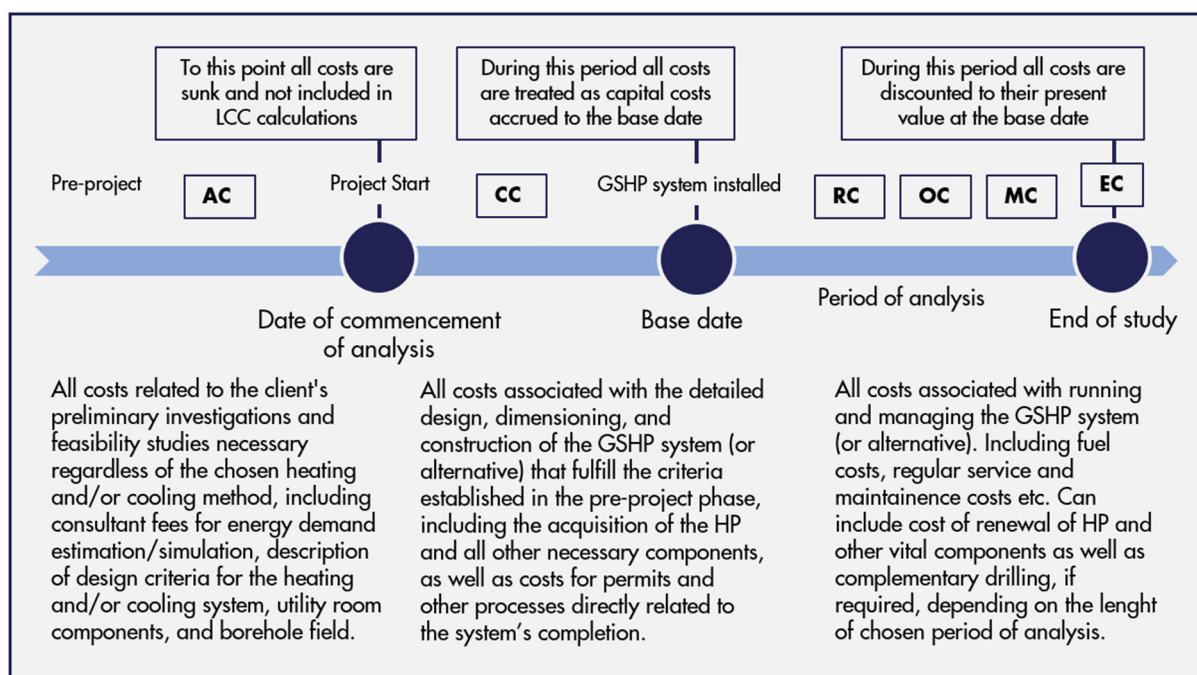 To this point all costs are
sunk and not included in
LCC calculations
During this period all costs
are treated as capital costs
accrued to the base date
During this period all costs are
discounted to their present
value at the base date
Pre-project
AC
Project Start
CC
GSHP system installed
RC
OC
MC
EC
Date of commencement
of analysis
Base date
Period of analysis
End of study
All costs related to the client's
preliminary investigations and
feasibility studies necessary
regardless of the chosen heating
and/or cooling method, including
consultant fees for energy demand
estimation/simulation, description
of design criteria for the heating
and/or cooling system, utility room
components, and borehole field.
All costs associated with the detailed
design, dimensioning, and
construction of the GSHP system (or
alternative) that fulfill the criteria
established in the pre-project phase,
including the acquisition of the HP
and all other necessary components,
as well as costs for permits and
other processes directly related to
the system's completion.
All costs associated with running
and managing the GSHP system
(or alternative). Including fuel
costs, regular service and
maintainence costs etc. Can
include cost of renewal of HP and
other vital components as well as
complementary drilling, if
required, depending on the lenght
of chosen period of analysis.